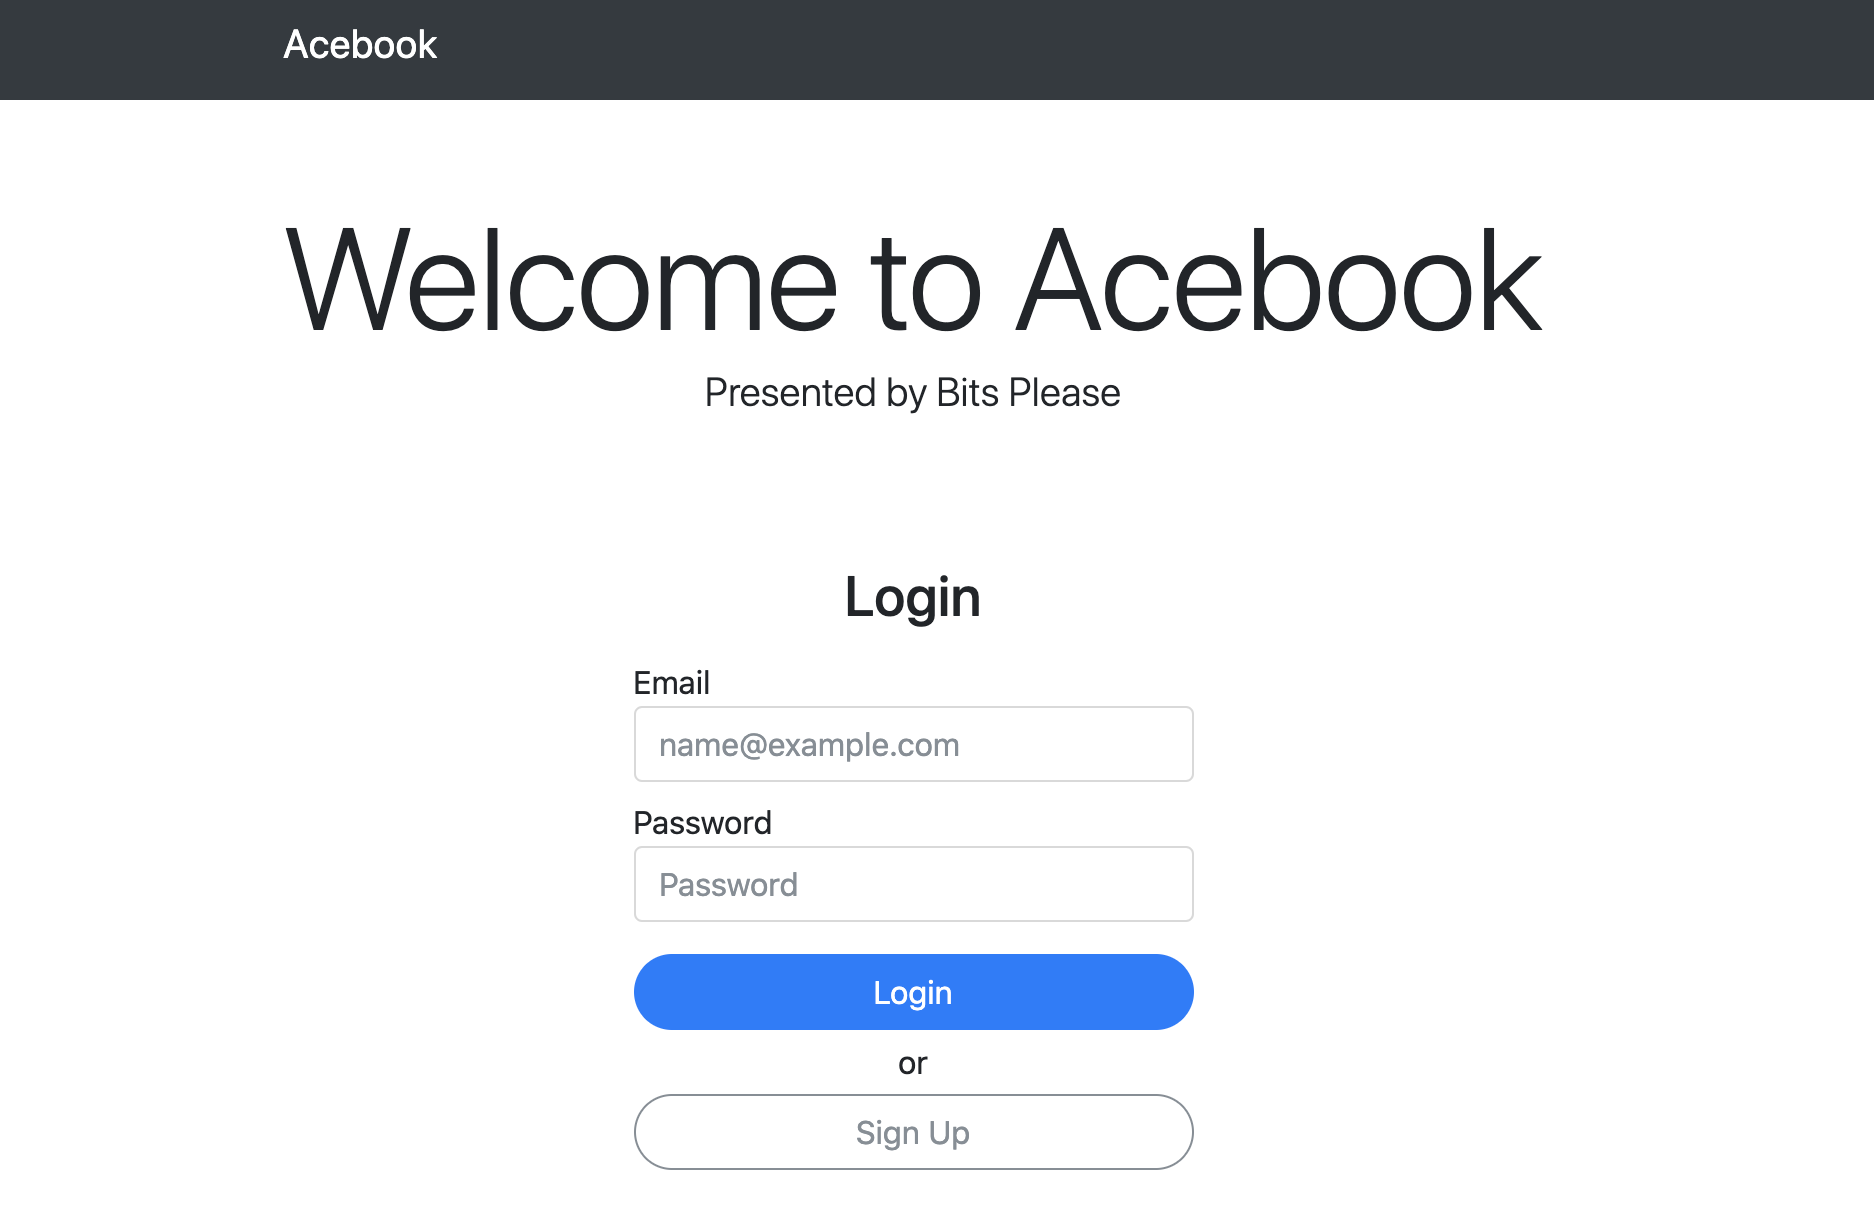 Acebook
Welcome to Acebook
Presented by Bits Please
Login
Email
name@example.com
Password
Password
Login
or
Sign Up